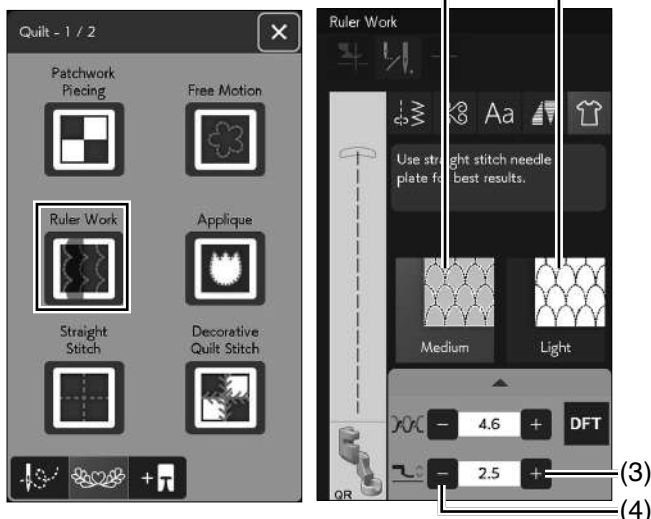 Quilt - 1 / 2
Patchwork
Piecing
Free Motion
Ruler Work
Applique
Straight
Stitch
Decorative
Quilt Stitch
Ruler Work
Aa
Use straight stitch needle
plate for best results.
Medium
Light
4.6
DFT
2.5
QR
(3)
(4)